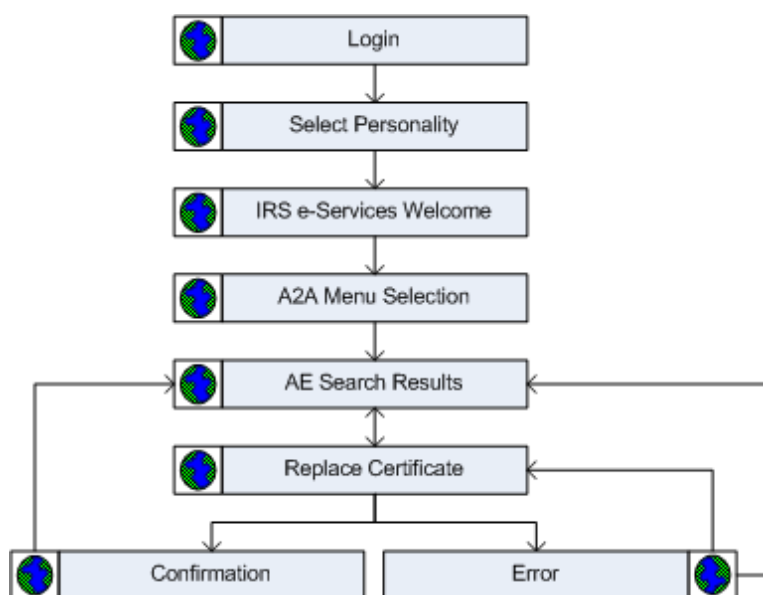 Login
Select Personality
IRS e-Services Welcome
A2A Menu Selection
AE Search Results
Replace Certificate
Confirmation
Error